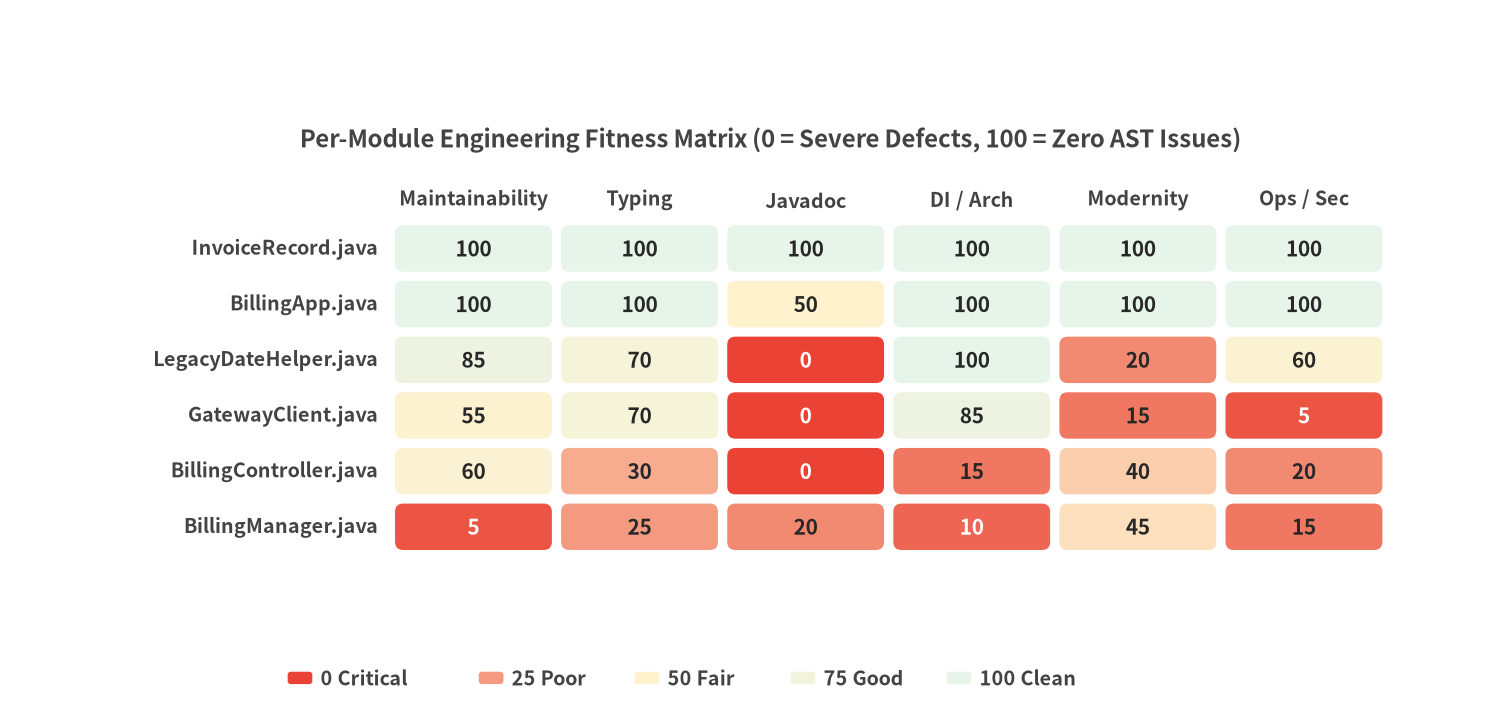 Per-Module Engineering Fitness Matrix (0 = Severe Defects, 100 = Zero AST Issues)
Maintainability Typing Javadoc DI / Arch Modernity Ops / Sec
InvoiceRecord.java 100 100 100 100 100 100
BillingApp.java 100 100 50 100 100 100
LegacyDateHelper.java 85 70 0 100 20 60
GatewayClient.java 55 70 0 85 15 5
BillingController.java 60 30 0 15 40 20
BillingManager.java 5 25 20 10 45 15
0 Critical 25 Poor 50 Fair 75 Good 100 Clean